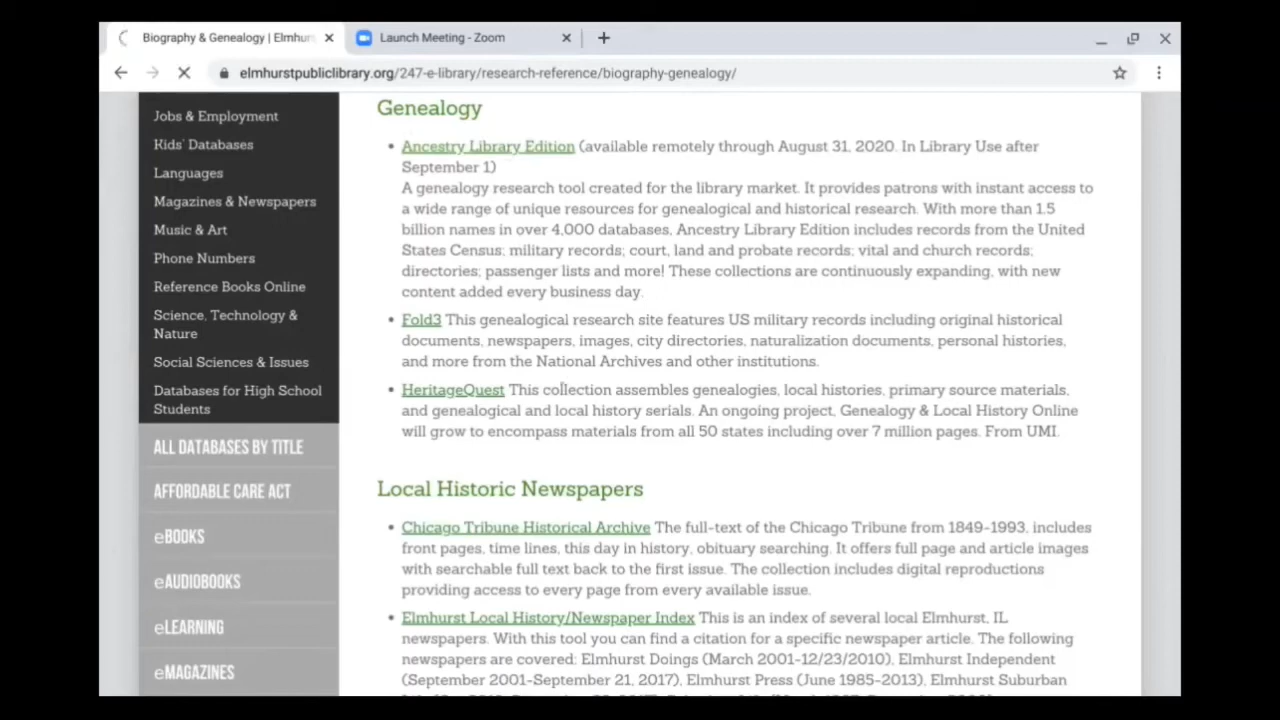 Biography & Genealogy | Elmhur
Launch Meeting - Zoom
elmhurstpubliclibrary.org/247-e-library/research-reference/biography-genealogy/
Jobs & Employment
Kids' Databases
Languages
Magazines & Newspapers
Music & Art
Phone Numbers
Reference Books Online
Science, Technology &
Nature
Social Sciences & Issues
Databases for High School
Students
ALL DATABASES BY TITLE
AFFORDABLE CARE ACT
eBOOKS
eAUDIOBOOKS
eLEARNING
eMAGAZINES
Genealogy
Ancestry Library Edition (available remotely through August 31, 2020. In Library Use after
September 1)
A genealogy research tool created for the library market. It provides patrons with instant access to
a wide range of unique resources for genealogical and historical research. With more than 1.5
billion names in over 4,000 databases, Ancestry Library Edition includes records from the United
States Census; military records; court, land and probate records; vital and church records;
directories; passenger lists and more! These collections are continuously expanding, with new
content added every business day.
Fold3 This genealogical research site features US military records including original historical
documents, newspapers, images, city directories, naturalization documents, personal histories,
and more from the National Archives and other institutions.
HeritageQuest This collection assembles genealogies, local histories, primary source materials,
and genealogical and local history serials. An ongoing project, Genealogy & Local History Online
will grow to encompass materials from all 50 states including over 7 million pages. From UMI.
Local Historic Newspapers
Chicago Tribune Historical Archive The full-text of the Chicago Tribune from 1849-1993, includes
front pages, time lines, this day in history, obituary searching. It offers full page and article images
with searchable full text back to the first issue. The collection includes digital reproductions
providing access to every page from every available issue.
Elmhurst Local History/Newspaper Index This is an index of several local Elmhurst, IL
newspapers. With this tool you can find a citation for a specific newspaper article. The following
newspapers are covered: Elmhurst Doings (March 2001-12/23/2010), Elmhurst Independent
(September 2001-September 21, 2017), Elmhurst Press (June 1985-2013), Elmhurst Suburban